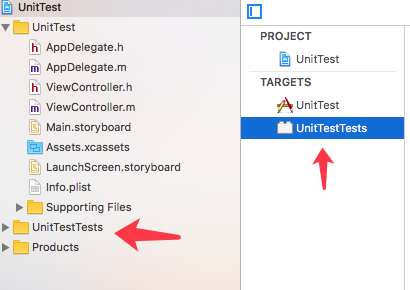 UnitTest
UnitTest
AppDelegate.h
AppDelegate.m
ViewController.h
ViewController.m
Main.storyboard
Assets.xcassets
LaunchScreen.storyboard
Info.plist
Supporting Files
UnitTestTests
Products
PROJECT
UnitTest
TARGETS
UnitTest
UnitTestTests